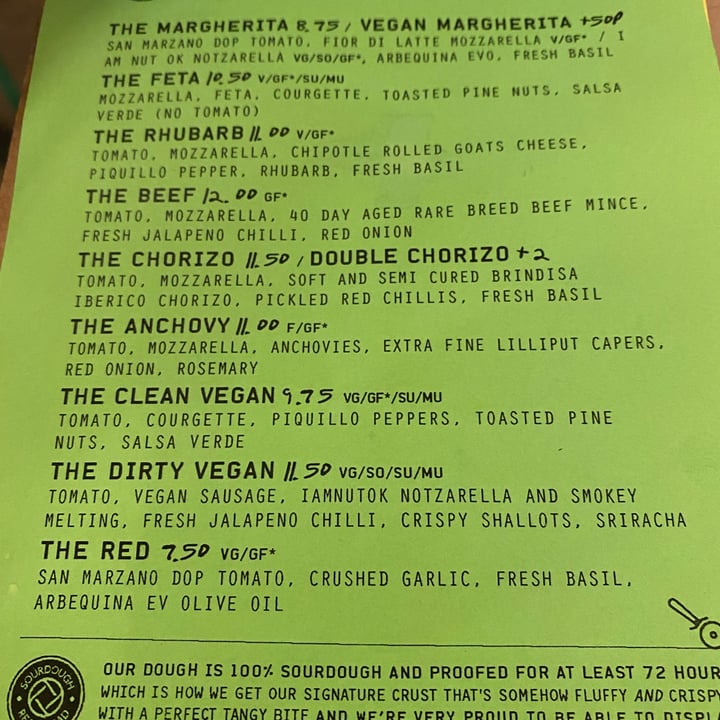 THE MARGHERITA 8.75 / VEGAN MARGHERITA +50P
SAN MARZANO DOP TOMATO, FIOR DI LATTE MOZZARELLA V/GF* / I
AM NUT OK NOTZARELLA VG/SO/GF*, ARBEQUINA EVO, FRESH BASIL
THE FETA 10.50 V/GF*/SU/MU
MOZZARELLA, FETA, COURGETTE, TOASTED PINE NUTS, SALSA
VERDE (NO TOMATO)
THE RHUBARB 11.00 V/GF*
TOMATO, MOZZARELLA, CHIPOTLE ROLLED GOATS CHEESE,
PIQUILLO PEPPER, RHUBARB, FRESH BASIL
THE BEEF 12.00 GF*
TOMATO, MOZZARELLA, 40 DAY AGED RARE BREED BEEF MINCE,
FRESH JALAPENO CHILLI, RED ONION
THE CHORIZO 11.50 / DOUBLE CHORIZO +2
TOMATO, MOZZARELLA, SOFT AND SEMI CURED BRINDISA
IBERICO CHORIZO, PICKLED RED CHILLIS, FRESH BASIL
THE ANCHOVY 11.00 F/GF*
TOMATO, MOZZARELLA, ANCHOVIES, EXTRA FINE LILLIPUT CAPERS,
RED ONION, ROSEMARY
THE CLEAN VEGAN 9.75 VG/GF*/SU/MU
TOMATO, COURGETTE, PIQUILLO PEPPERS, TOASTED PINE
NUTS, SALSA VERDE
THE DIRTY VEGAN 11.50 VG/SO/SU/MU
TOMATO, VEGAN SAUSAGE, IAMNUTOK NOTZARELLA AND SMOKEY
MELTING, FRESH JALAPENO CHILLI, CRISPY SHALLOTS, SRIRACHA
THE RED 7.50 VG/GF*
SAN MARZANO DOP TOMATO, CRUSHED GARLIC, FRESH BASIL,
ARBEQUINA EV OLIVE OIL
SOURDOUGH
OUR DOUGH IS 100% SOURDOUGH AND PROOFED FOR AT LEAST 72 HOUR
WHICH IS HOW WE GET OUR SIGNATURE CRUST THAT'S SOMEHOW FLUFFY AND CRISPY
WITH A PERFECT TANGY BITE AND WE'RE VERY PROUD TO BE ABLE TO DISPL